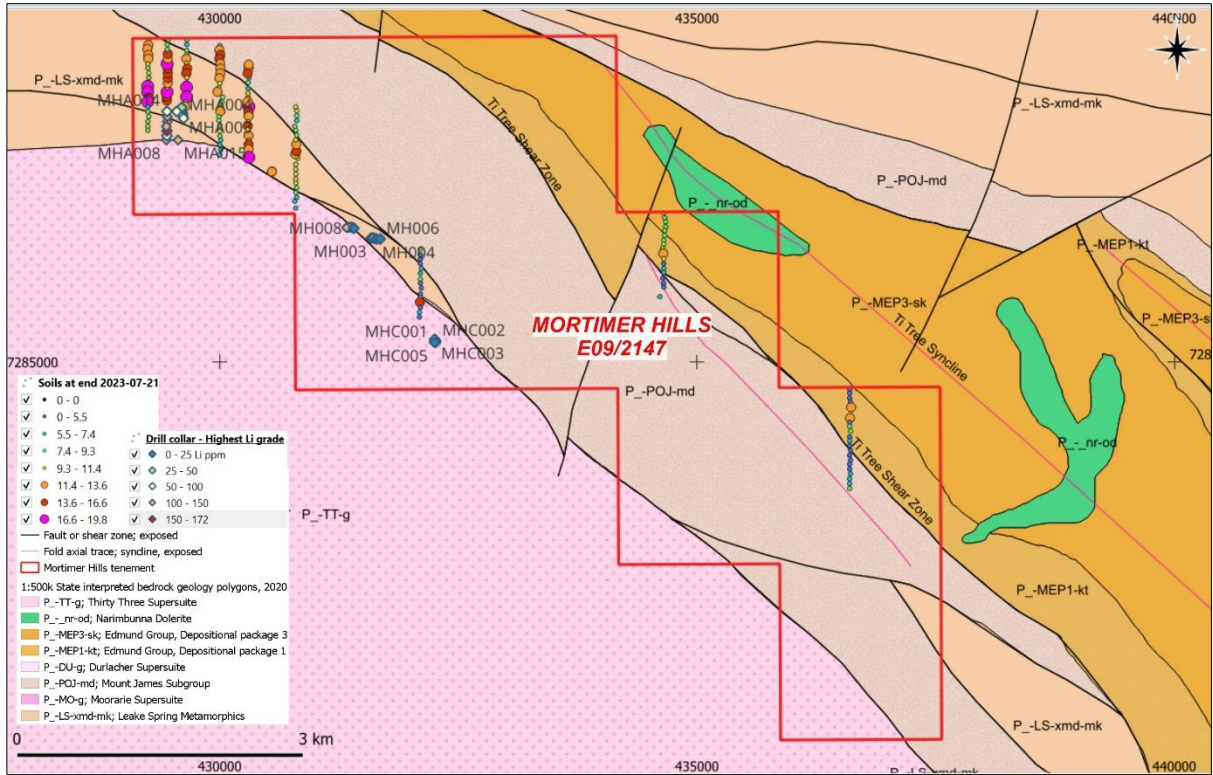 430000
435000
440000
P_-LS-xmd-mk
P_-LS-xmd-mk
MHA004
MHA008
MHA015
Ti Tree Shear Zone
P_-POJ-md
P_-_nr-od
P_-MEP1-kt
MH008
MH006
MH003
MH004
P_-MEP3-sk
Ti Tree Syncline
MORTIMER HILLS
E09/2147
MHC001
MHC002
MHC005
MHC003
7285000
P_-POJ-md
P_-_nr-od
Ti Tree Shear Zone
P_-TT-g
P_-MEP1-kt
P_-LS-xmd-mk
Soils at end 2023-07-21
0 - 0
0 - 5.5
5.5 - 7.4
7.4 - 9.3
9.3 - 11.4
11.4 - 13.6
13.6 - 16.6
16.6 - 19.8
Drill collar - Highest Li grade
0 - 25 Li ppm
25 - 50
50 - 100
100 - 150
150 - 172
Fault or shear zone; exposed
Fold axial trace; syncline, exposed
Mortimer Hills tenement
1:500k State interpreted bedrock geology polygons, 2020
P_-TT-g; Thirty Three Supersuite
P_-_nr-od; Narimbunna Dolerite
P_-MEP3-sk; Edmund Group, Depositional package 3
P_-MEP1-kt; Edmund Group, Depositional package 1
P_-DU-g; Durlacher Supersuite
P_-POJ-md; Mount James Subgroup
P_-MO-g; Moorarie Supersuite
P_-LS-xmd-mk; Leake Spring Metamorphics
0
3 km
430000
435000
440000